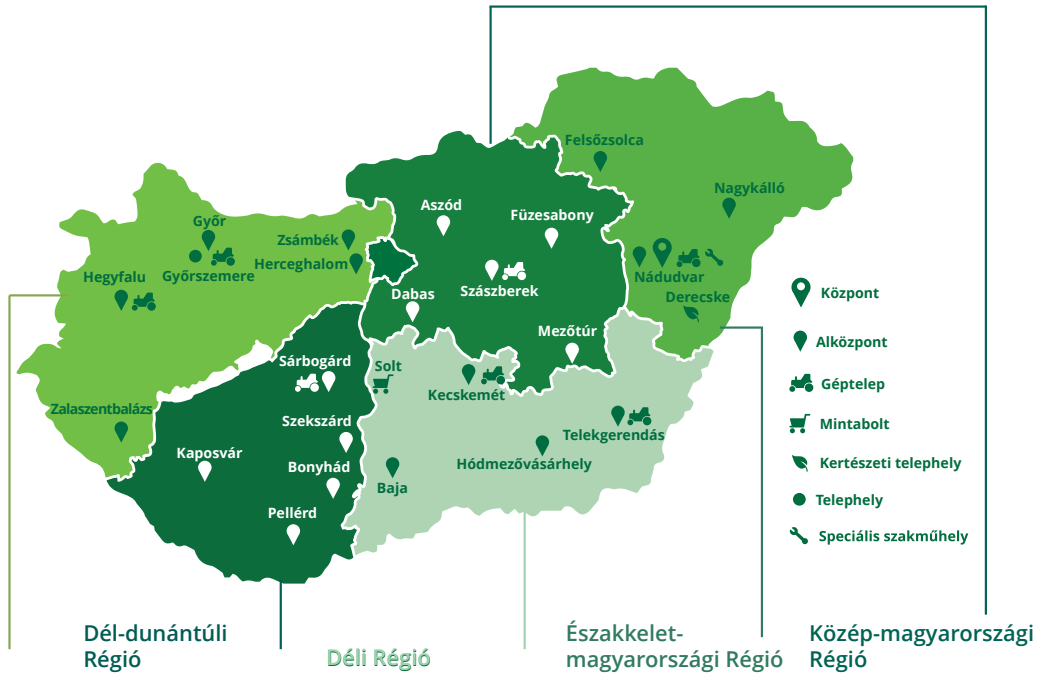 Felsőzsolca
Nagykálló
Aszód
Füzesabony
Győr
Zsámbék
Herceghalom
Győrszemere
Hegyfalu
Nádudvar
Derecske
Dabas
Szászberek
Központ
Mezőtúr
Alközpont
Sárbogárd
Solt
Géptelep
Kecskemét
Zalaszentbalázs
Szekszárd
Mintabolt
Telekgerendás
Kaposvár
Bonyhád
Hódmezővásárhely
Kertészeti telephely
Baja
Telephely
Pellérd
Speciális szakműhely
Dél-dunántúli
Régió
Déli Régió
Északkelet-
magyarországi Régió
Közép-magyarországi
Régió